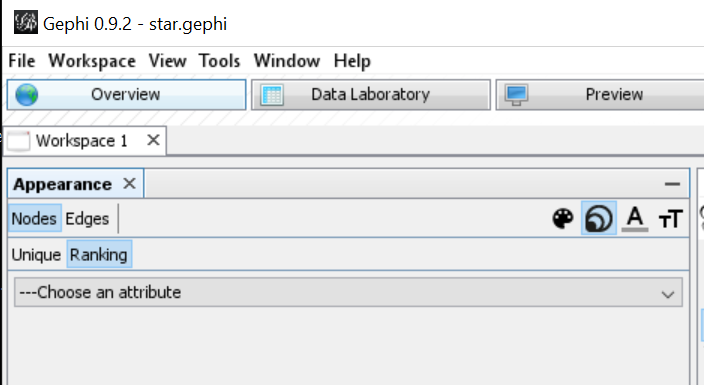 Gephi 0.9.2 - star.gephi
File Workspace View Tools Window Help
Overview Data Laboratory Preview
Workspace 1
Appearance
Nodes Edges A TT
Unique Ranking
---Choose an attribute